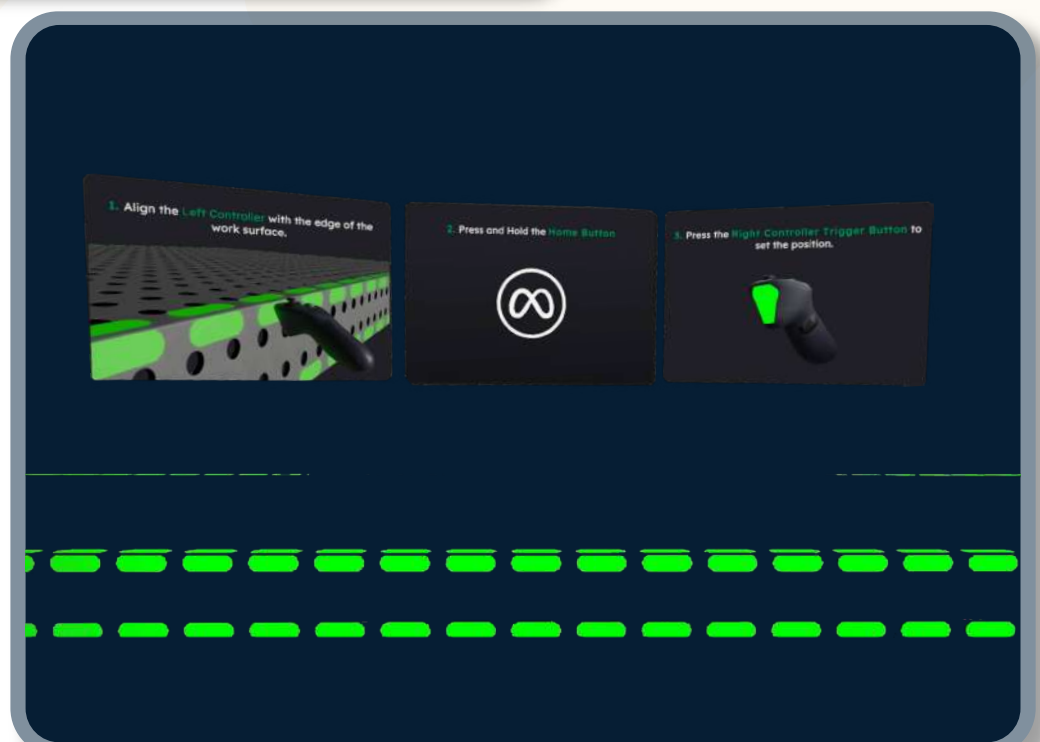 1. Align the Left Controller with the edge of the
work surface.
2. Press and Hold the Home Button
3. Press the Right Controller Trigger Button to
set the position.